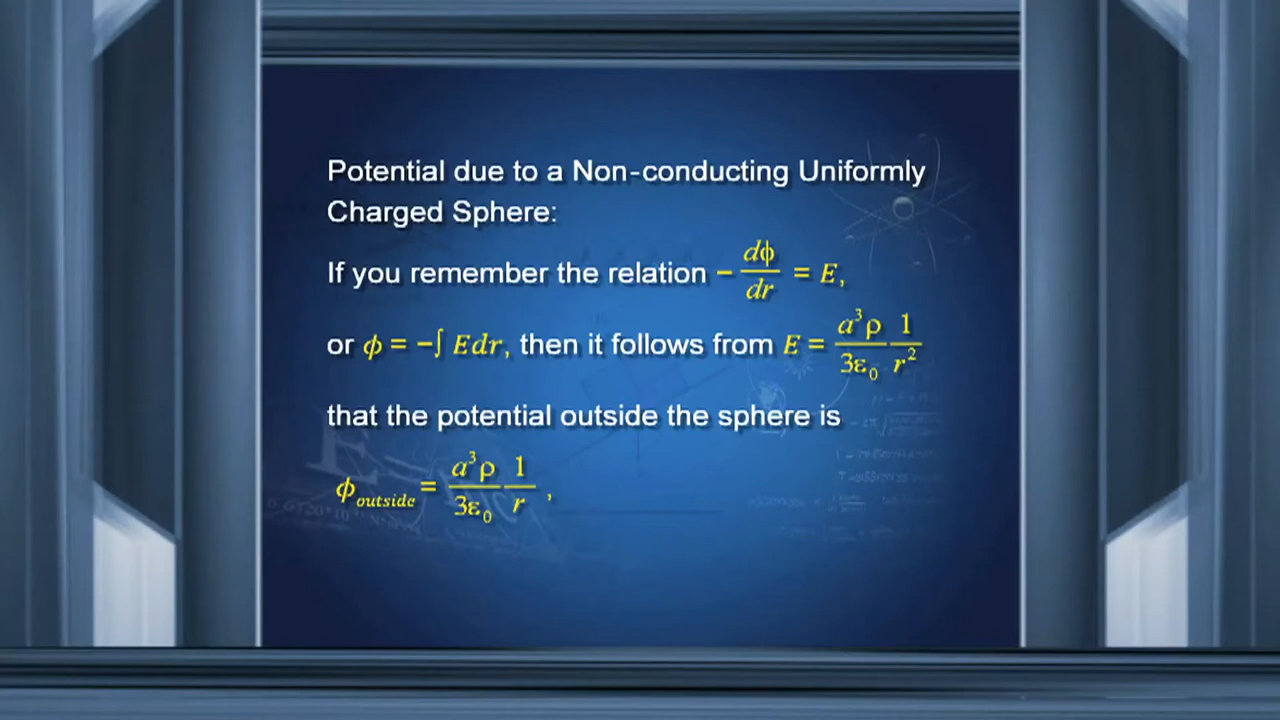 Potential due to a Non-conducting Uniformly
Charged Sphere:
If you remember the relation − dϕ/dr = E,
or ϕ = −∫ Edr, then it follows from E = a³ρ/3ε₀ 1/r²
that the potential outside the sphere is
ϕoutside = a³ρ/3ε₀ 1/r ,